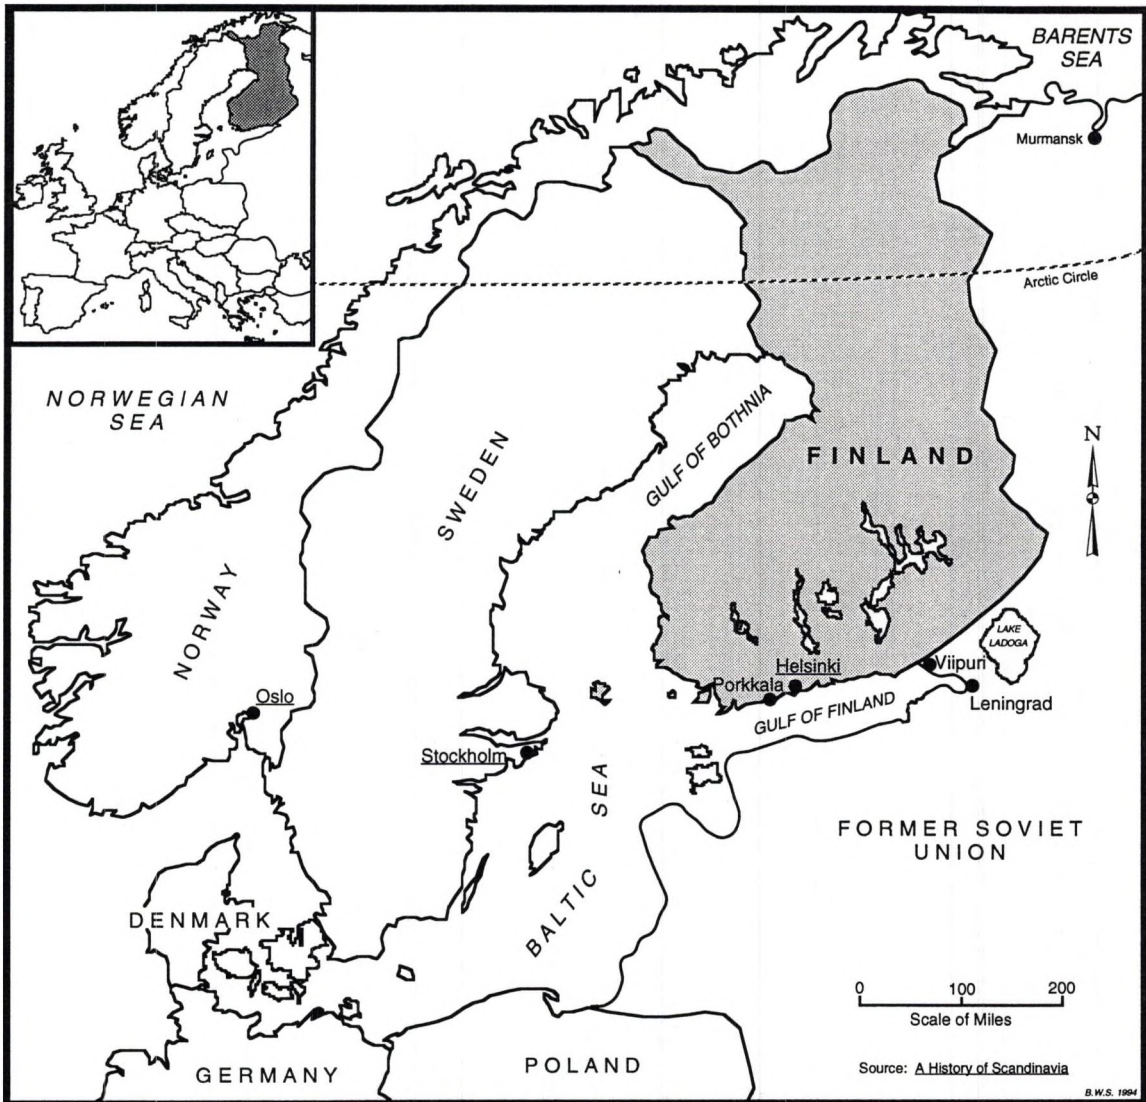 BARENTS
SEA
Murmansk
Arctic Circle
NORWEGIAN
SEA
GULF OF BOTHNIA
FINLAND
N
SWEDEN
NORWAY
LAKE
LADOGA
Helsinki
Viipuri
Porkkala
Leningrad
Oslo
GULF OF FINLAND
Stockholm
BALTIC SEA
FORMER SOVIET
UNION
DENMARK
0 100 200
Scale of Miles
GERMANY
POLAND
Source: A History of Scandinavia
B.W.S. 1994